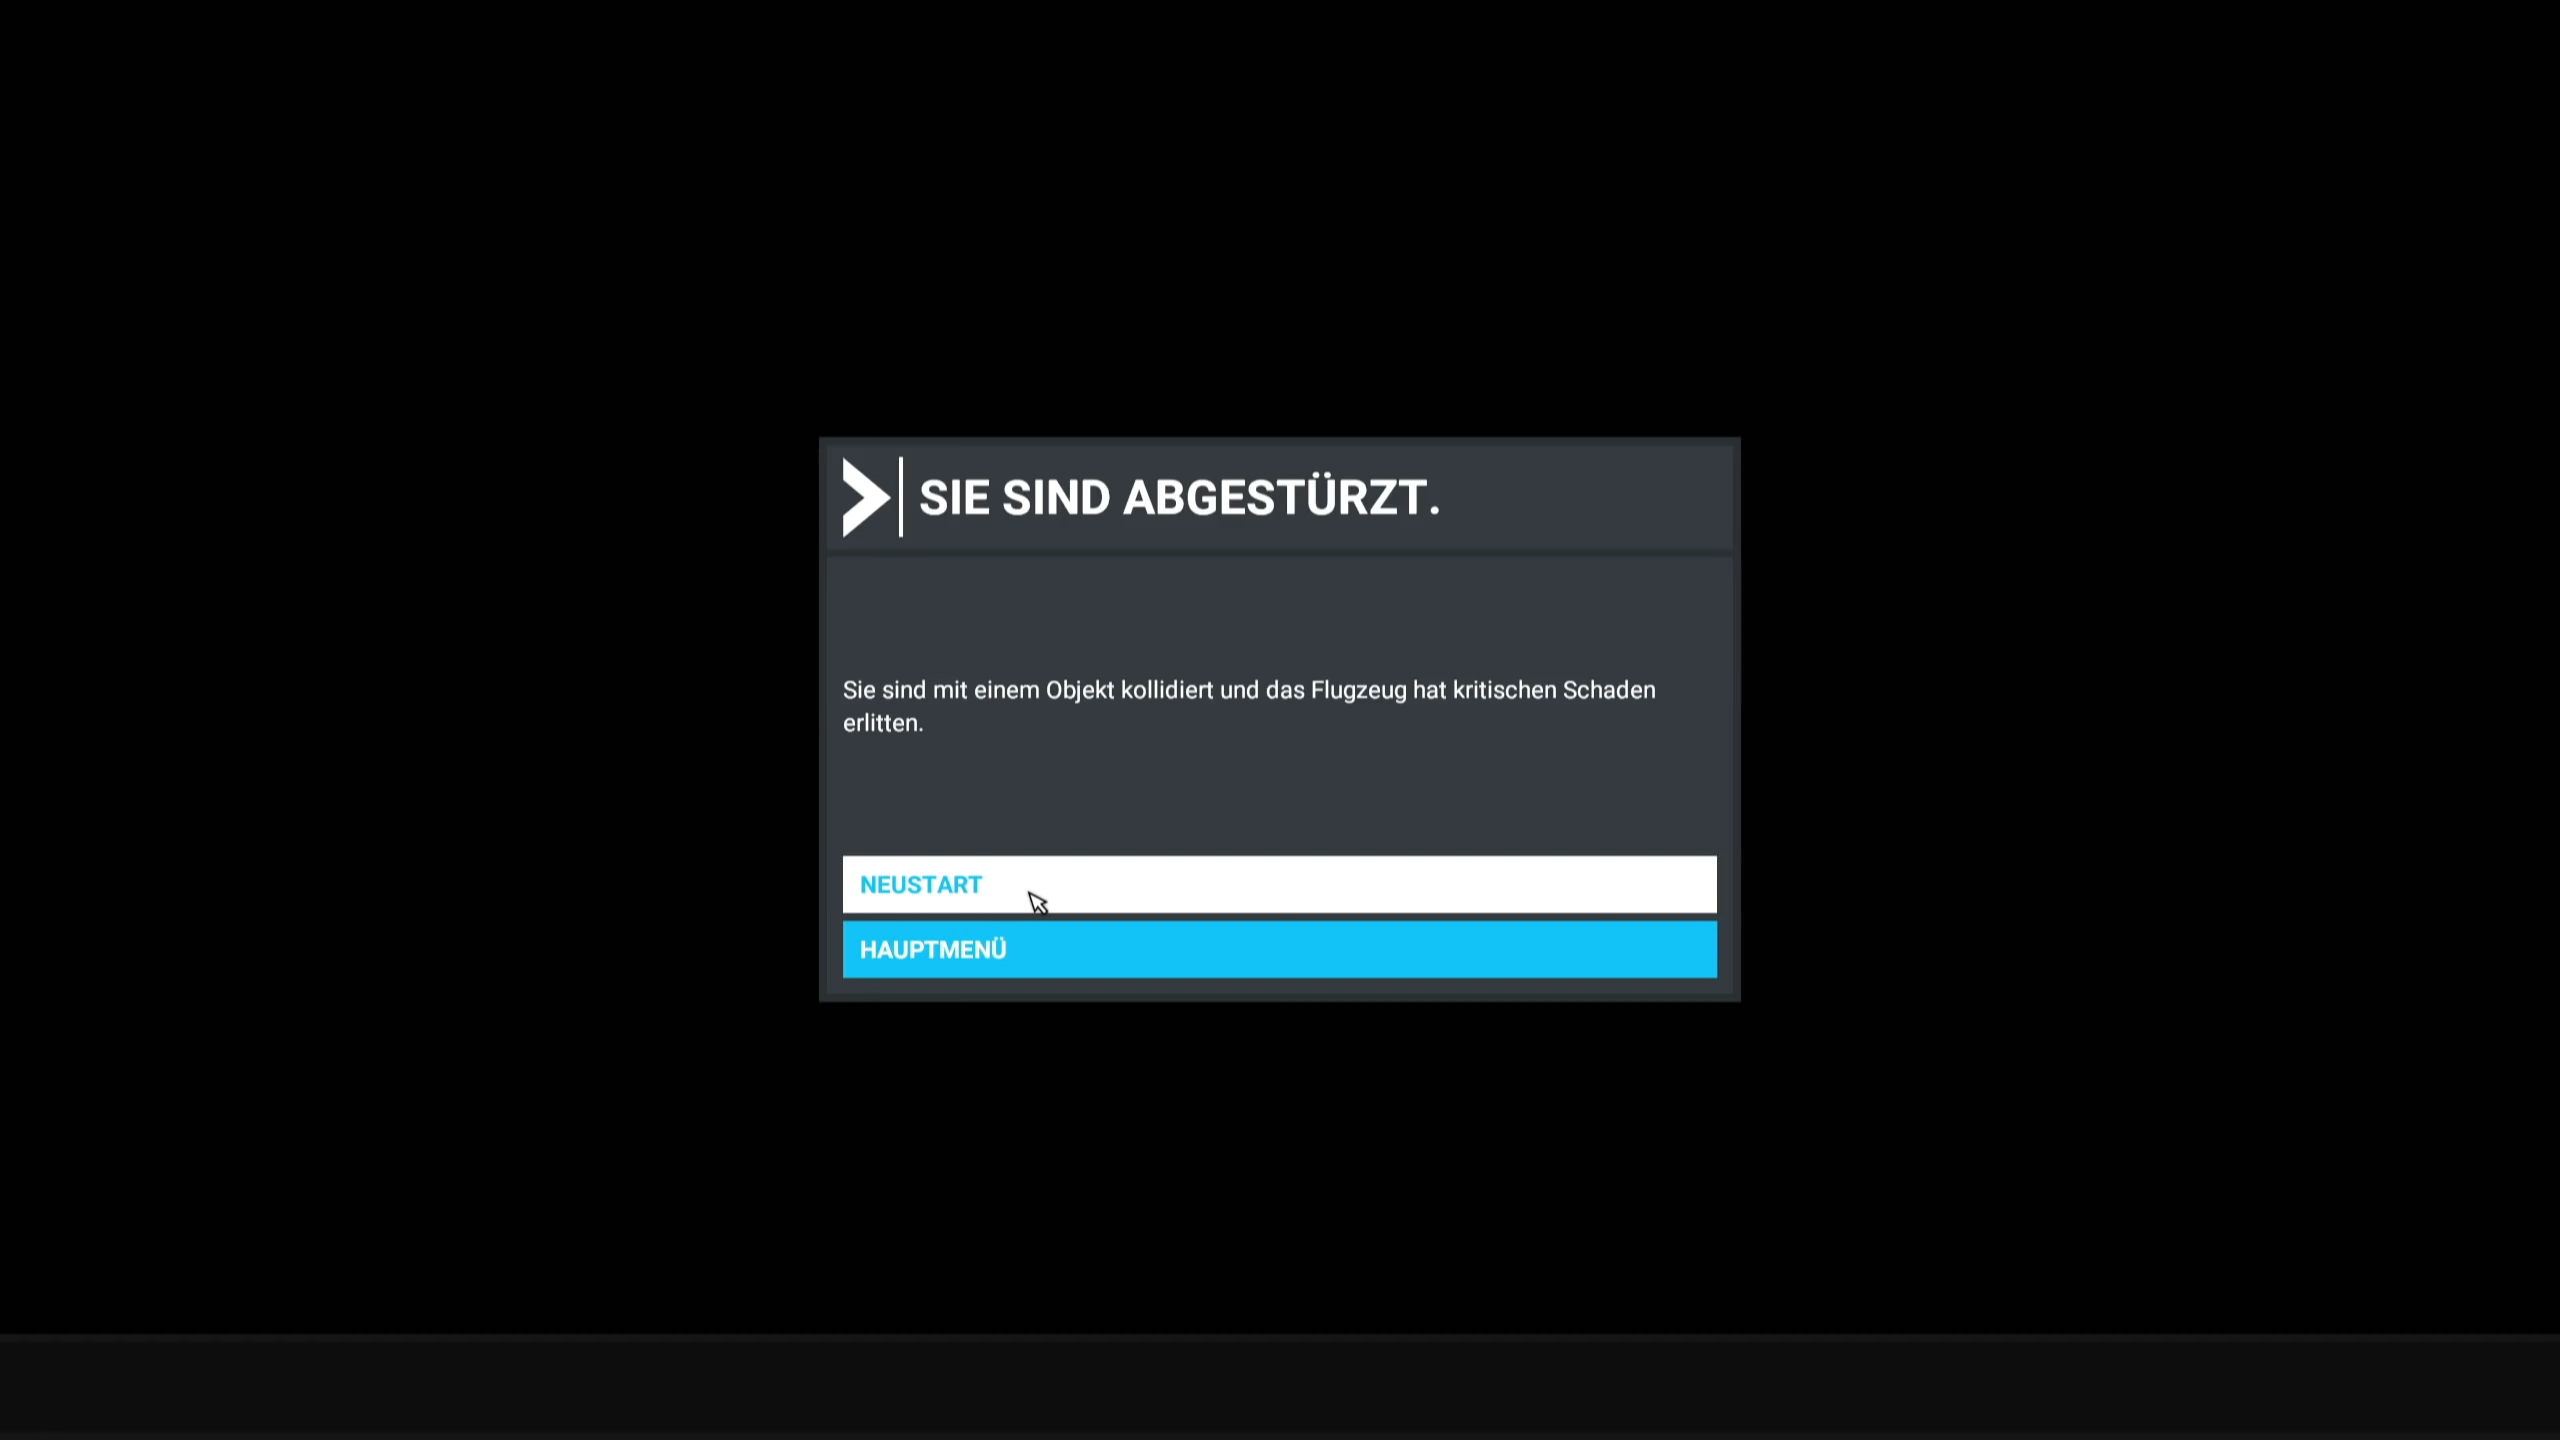 SIE SIND ABGESTÜRZT.
Sie sind mit einem Objekt kollidiert und das Flugzeug hat kritischen Schaden
erlitten.
NEUSTART
HAUPTMENÜ